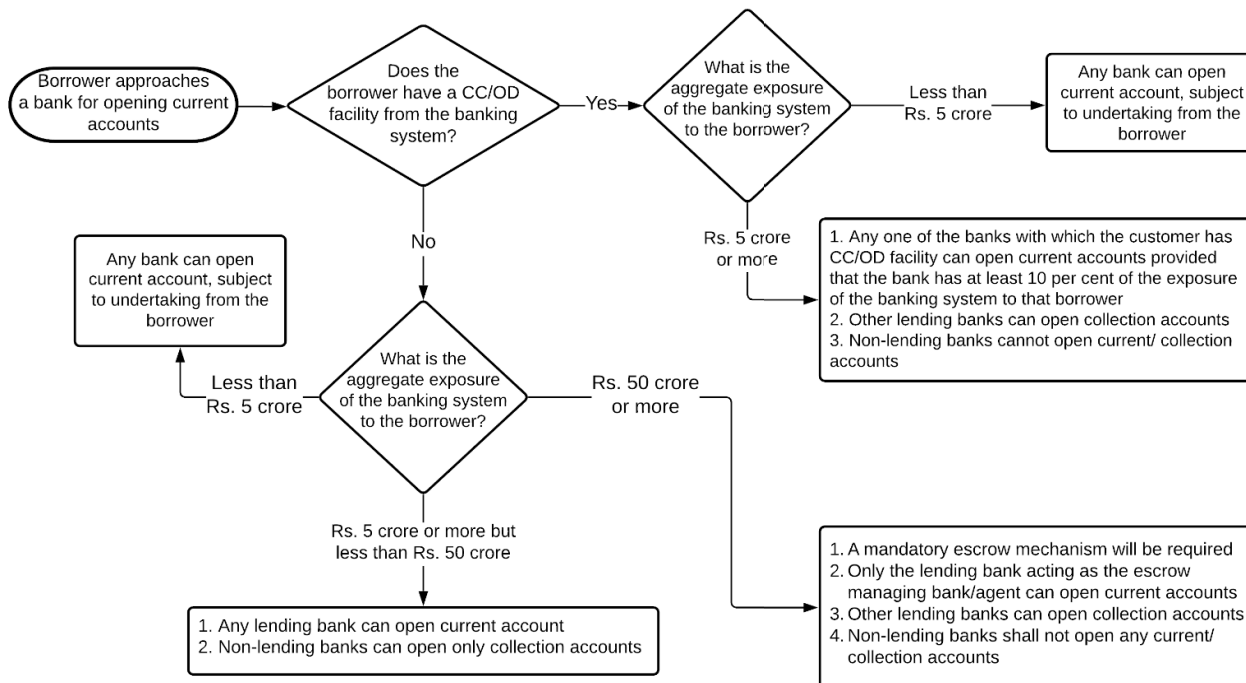 Borrower approaches
a bank for opening current
accounts
Does the
borrower have a CC/OD
facility from the banking
system?
Yes
What is the
aggregate exposure
of the banking system
to the borrower?
Less than
Rs. 5 crore
Any bank can open
current account, subject
to undertaking from the
borrower
No
Rs. 5 crore
or more
1. Any one of the banks with which the customer has
CC/OD facility can open current accounts provided
that the bank has at least 10 per cent of the exposure
of the banking system to that borrower
2. Other lending banks can open collection accounts
3. Non-lending banks cannot open current/ collection
accounts
Any bank can open
current account, subject
to undertaking from the
borrower
Less than
Rs. 5 crore
What is the
aggregate exposure
of the banking system
to the borrower?
Rs. 50 crore
or more
Rs. 5 crore or more but
less than Rs. 50 crore
1. Any lending bank can open current account
2. Non-lending banks can open only collection accounts
1. A mandatory escrow mechanism will be required
2. Only the lending bank acting as the escrow
managing bank/agent can open current accounts
3. Other lending banks can open collection accounts
4. Non-lending banks shall not open any current/
collection accounts